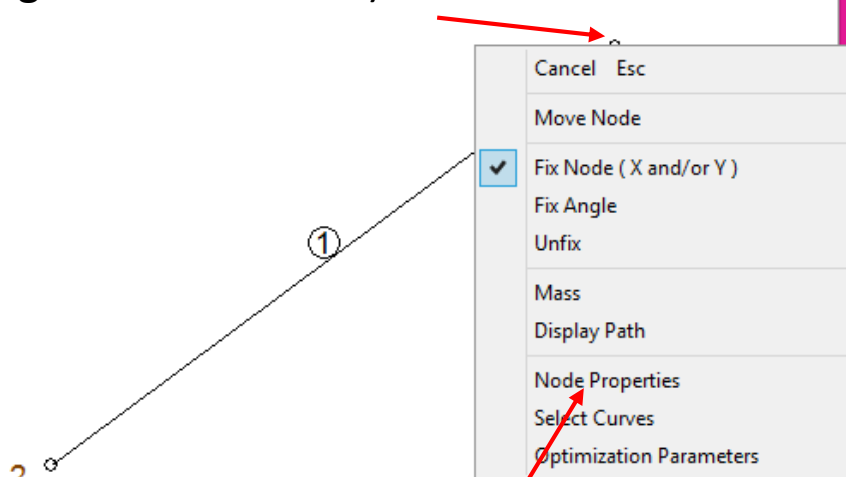 Cancel Esc
Move Node
Fix Node ( X and/or Y )
Fix Angle
Unfix
1
Mass
Display Path
Node Properties
Select Curves
Optimization Parameters
2